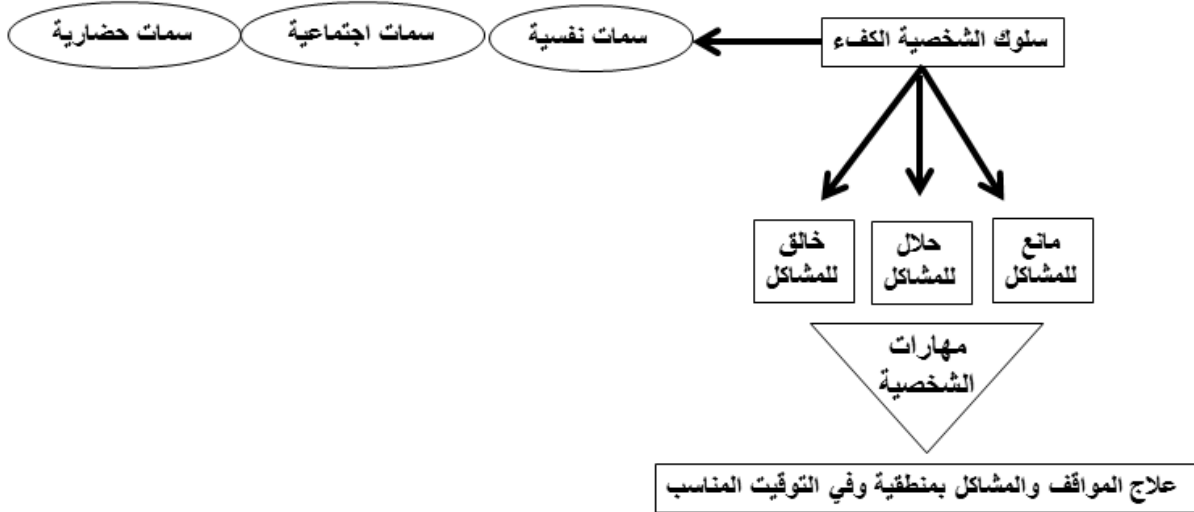 سلوك الشخصية الكفء
سمات نفسية
سمات اجتماعية
سمات حضارية
مانع
للمشاكل
حلال
للمشاكل
خالق
للمشاكل
مهارات
الشخصية
علاج المواقف والمشاكل بمنطقية وفي التوقيت المناسب